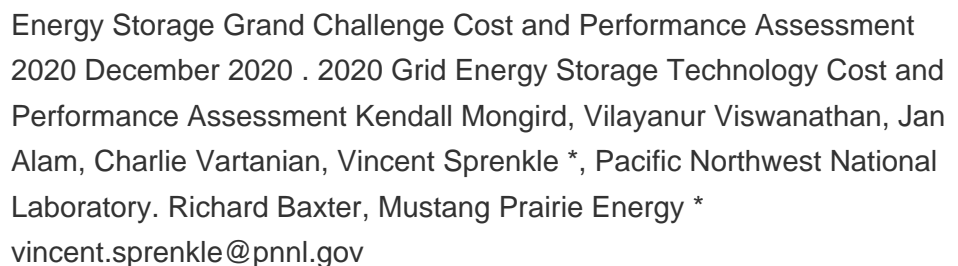 Energy Storage Grand Challenge Cost and Performance Assessment
2020 December 2020 . 2020 Grid Energy Storage Technology Cost and
Performance Assessment Kendall Mongird, Vilayanur Viswanathan, Jan
Alam, Charlie Vartanian, Vincent Sprenkle *, Pacific Northwest National
Laboratory. Richard Baxter, Mustang Prairie Energy *
vincent.sprenkle@pnnl.gov